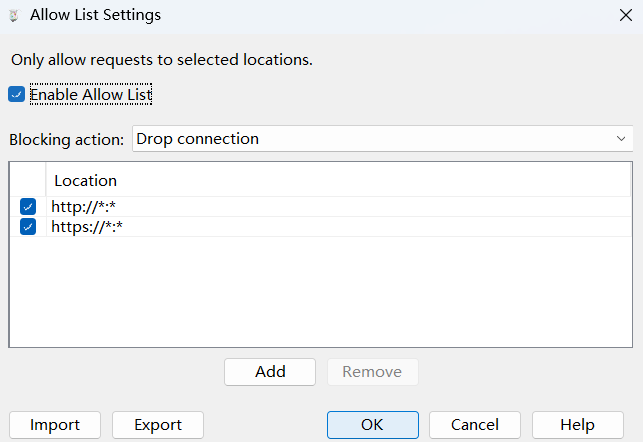 Allow List Settings
Only allow requests to selected locations.
Enable Allow List
Blocking action: Drop connection
Location
http://*:*
https://*:*
Add Remove
Import Export OK Cancel Help